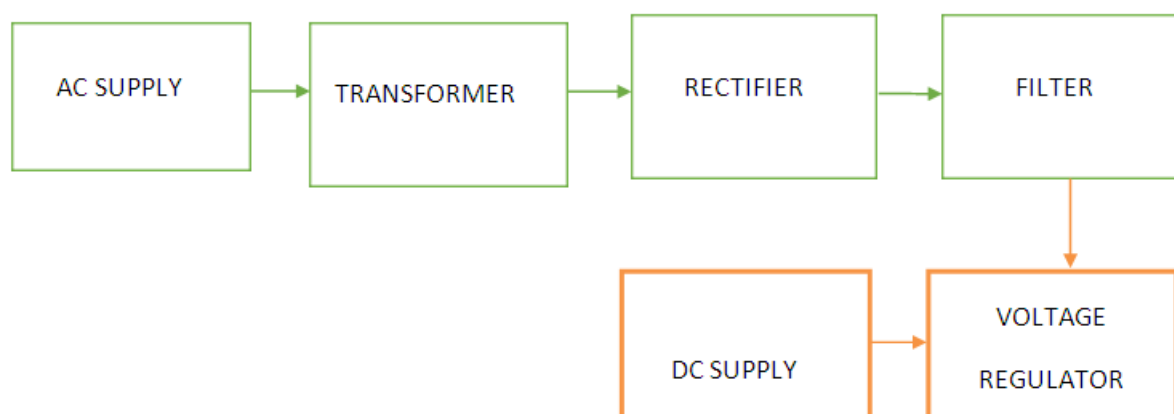 AC SUPPLY
TRANSFORMER
RECTIFIER
FILTER
DC SUPPLY
VOLTAGE
REGULATOR